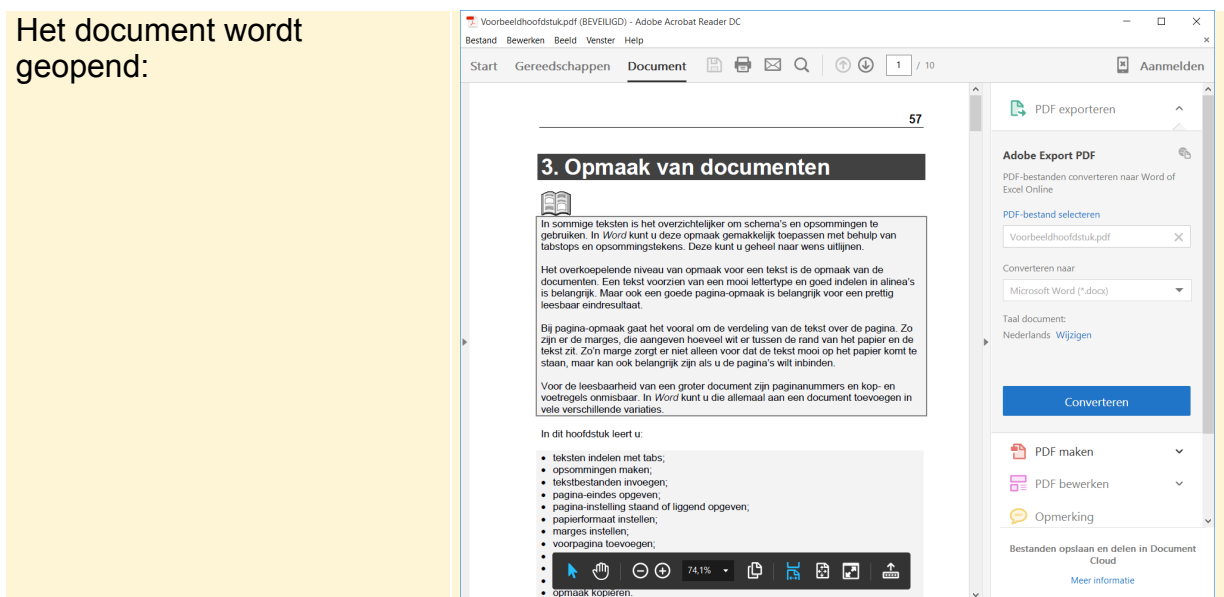 Het document wordt
geopend:
Voorbeeldhoofdstuk.pdf (BEVEILIGD) - Adobe Acrobat Reader DC
Bestand Bewerken Beeld Venster Help
Start Gereedschappen Document 1 / 10 Aanmelden
57
3. Opmaak van documenten
In sommige teksten is het overzichtelijker om schema's en opsommingen te
gebruiken. In Word kunt u deze opmaak gemakkelijk toepassen met behulp van
tabstops en opsommingstekens. Deze kunt u geheel naar wens uitlijnen.
Het overkoepelende niveau van opmaak voor een tekst is de opmaak van de
documenten. Een tekst voorzien van een mooi lettertype en goed indelen in alinea's
is belangrijk. Maar ook een goede pagina-opmaak is belangrijk voor een prettig
leesbaar eindresultaat.
Bij pagina-opmaak gaat het vooral om de verdeling van de tekst over de pagina. Zo
zijn er de marges, die aangeven hoeveel wit er tussen de rand van het papier en de
tekst zit. Zo'n marge zorgt er niet alleen voor dat de tekst mooi op het papier komt te
staan, maar kan ook belangrijk zijn als u de pagina's wilt inbinden.
Voor de leesbaarheid van een groter document zijn paginanummers en kop- en
voetregels onmisbaar. In Word kunt u die allemaal aan een document toevoegen in
vele verschillende variaties.
In dit hoofdstuk leert u:
• teksten indelen met tabs;
• opsommingen maken;
• tekstbestanden invoegen;
• pagina-eindes opgeven;
• pagina-instelling staand of liggend opgeven;
• papierformaat instellen;
• marges instellen;
• voorpagina toevoegen;
• opmaak kopiëren.
74,1%
PDF exporteren
Adobe Export PDF
PDF-bestanden converteren naar Word of
Excel Online
PDF-bestand selecteren
Voorbeeldhoofdstuk.pdf
Converteren naar
Microsoft Word (*.docx)
Taal document:
Nederlands Wijzigen
Converteren
PDF maken
PDF bewerken
Opmerking
Bestanden opslaan en delen in Document
Cloud
Meer informatie